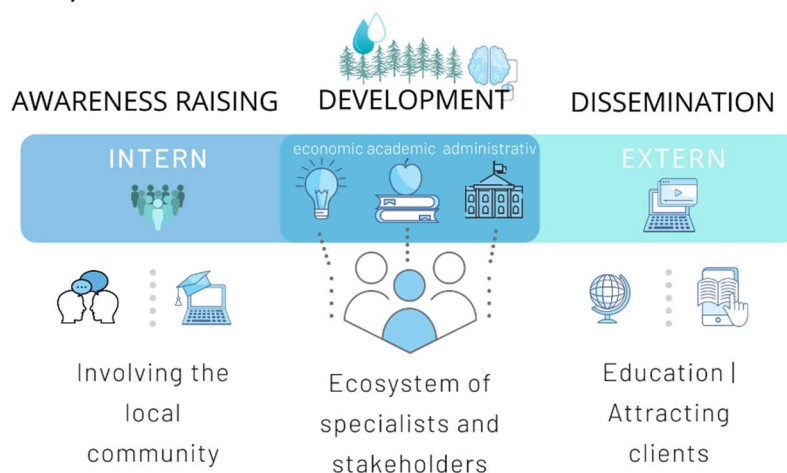 AWARENESS RAISING
DEVELOPMENT
DISSEMINATION
INTERN
economic academic administrativ
EXTERN
Involving the
local
community
Ecosystem of
specialists and
stakeholders
Education |
Attracting
clients